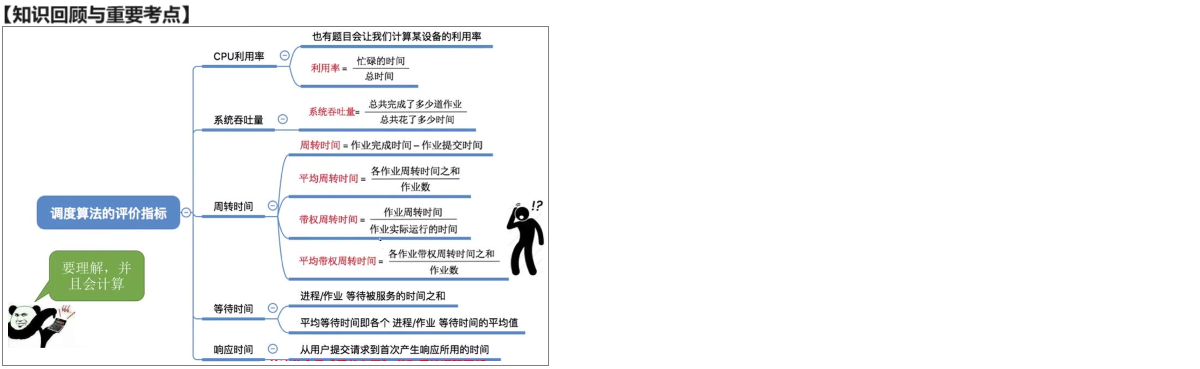 【知识回顾与重要考点】
也有题目会让我们计算某设备的利用率
CPU利用率
利用率 = 忙碌的时间
总时间
系统吞吐量
系统吞吐量= 总共完成了多少道作业
总共花了多少时间
周转时间 = 作业完成时间 – 作业提交时间
平均周转时间 = 各作业周转时间之和
作业数
周转时间
调度算法的评价指标
带权周转时间 = 作业周转时间
作业实际运行的时间
!?
平均带权周转时间 = 各作业带权周转时间之和
作业数
要理解，并
且会计算
等待时间
进程/作业 等待被服务的时间之和
平均等待时间即各个 进程/作业 等待时间的平均值
响应时间
从用户提交请求到首次产生响应所用的时间